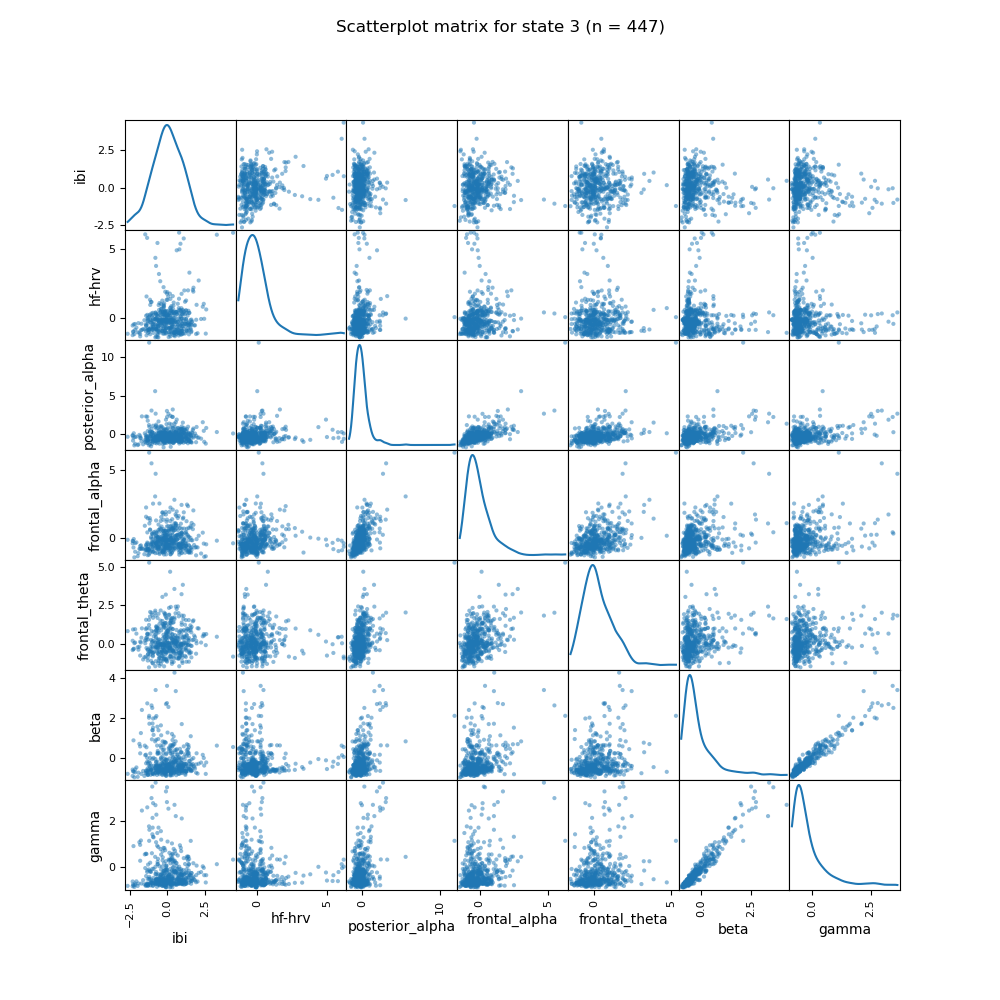 Scatterplot matrix for state 3 (n = 447)
ibi
2.5
0.0
−2.5
hf-hrv
5
0
posterior_alpha
10
5
0
frontal_alpha
5
0
frontal_theta
5.0
2.5
0.0
beta
4
2
0
gamma
2
0
−2.5 0.0 2.5 0 5 0 10 0 5 0 5 0.0 2.5 0.0 2.5
ibi hf-hrv posterior_alpha frontal_alpha frontal_theta beta gamma